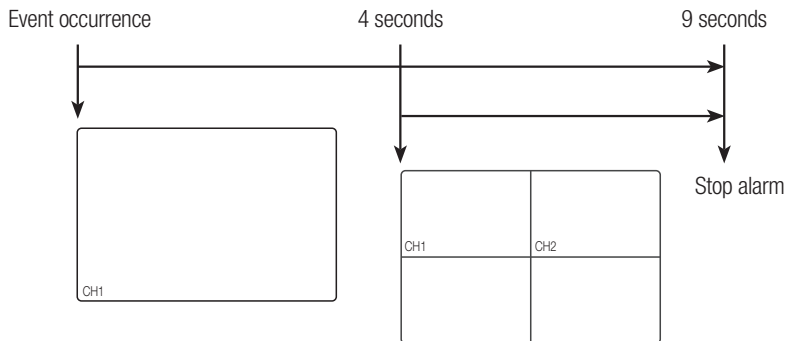 Event occurrence
4 seconds
9 seconds
Stop alarm
CH1
CH2
CH1